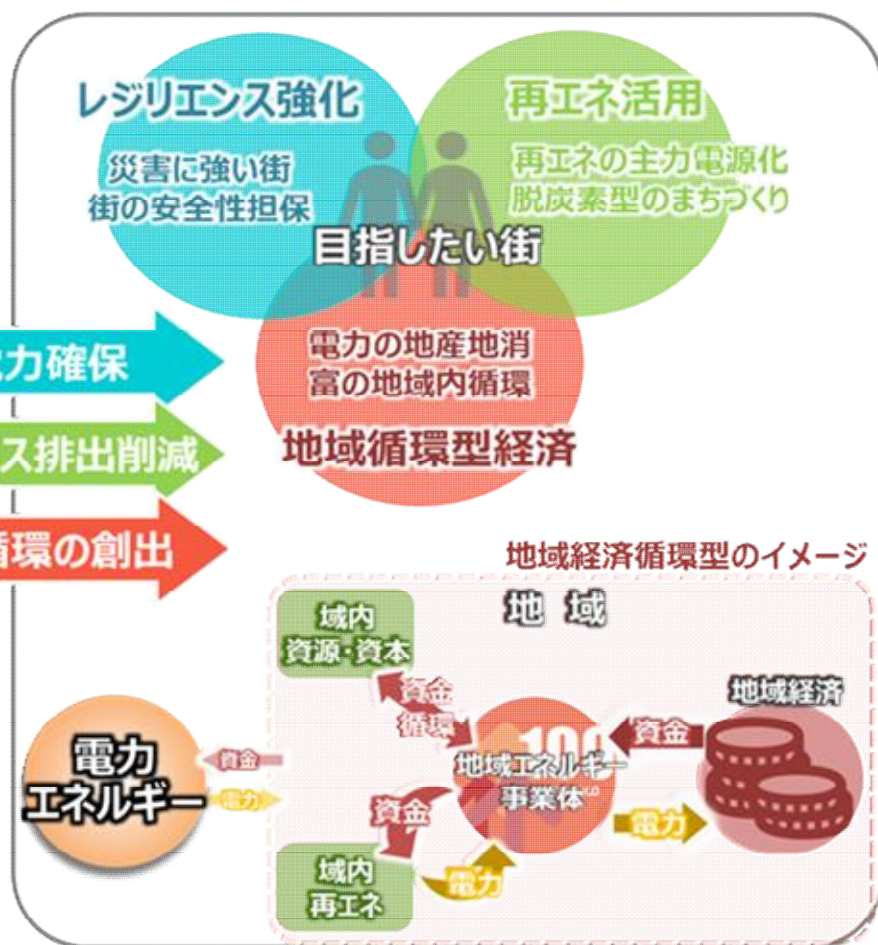 レジリエンス強化
災害に強い街
街の安全性担保
再エネ活用
再エネの主力電源化
脱炭素型のまちづくり
目指したい街
電力の地産地消
富の地域内循環
地域循環型経済
力確保
ス排出削減
循環の創出
地域経済循環型のイメージ
地 域
域内
資源・資本
資金
循環
地域経済
資金
100
地域エネルギー
事業体
電力
エネルギー
資金
電力
資金
電力
電力
域内
再エネ